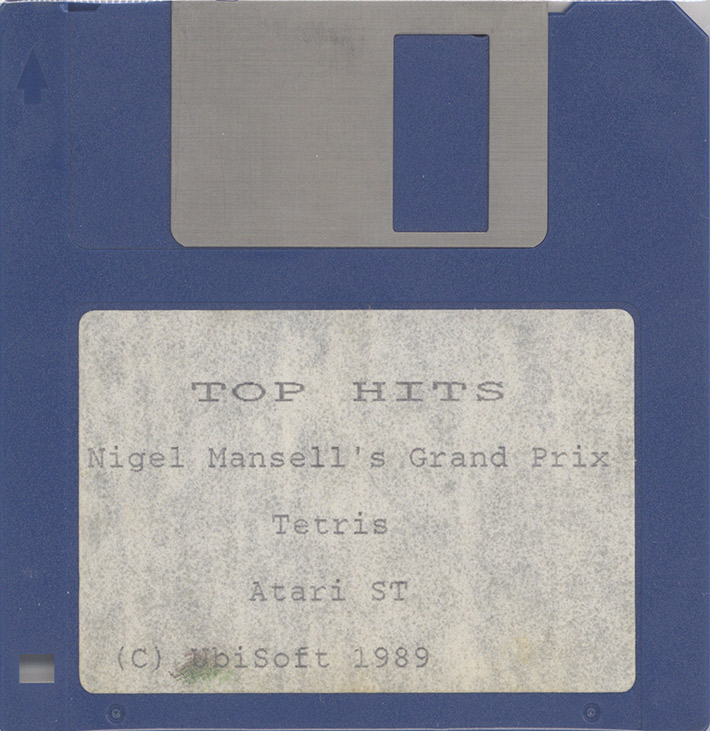 TOP HITS
Nigel Mansell's Grand Prix
Tetris
Atari ST
(C) UbiSoft 1989